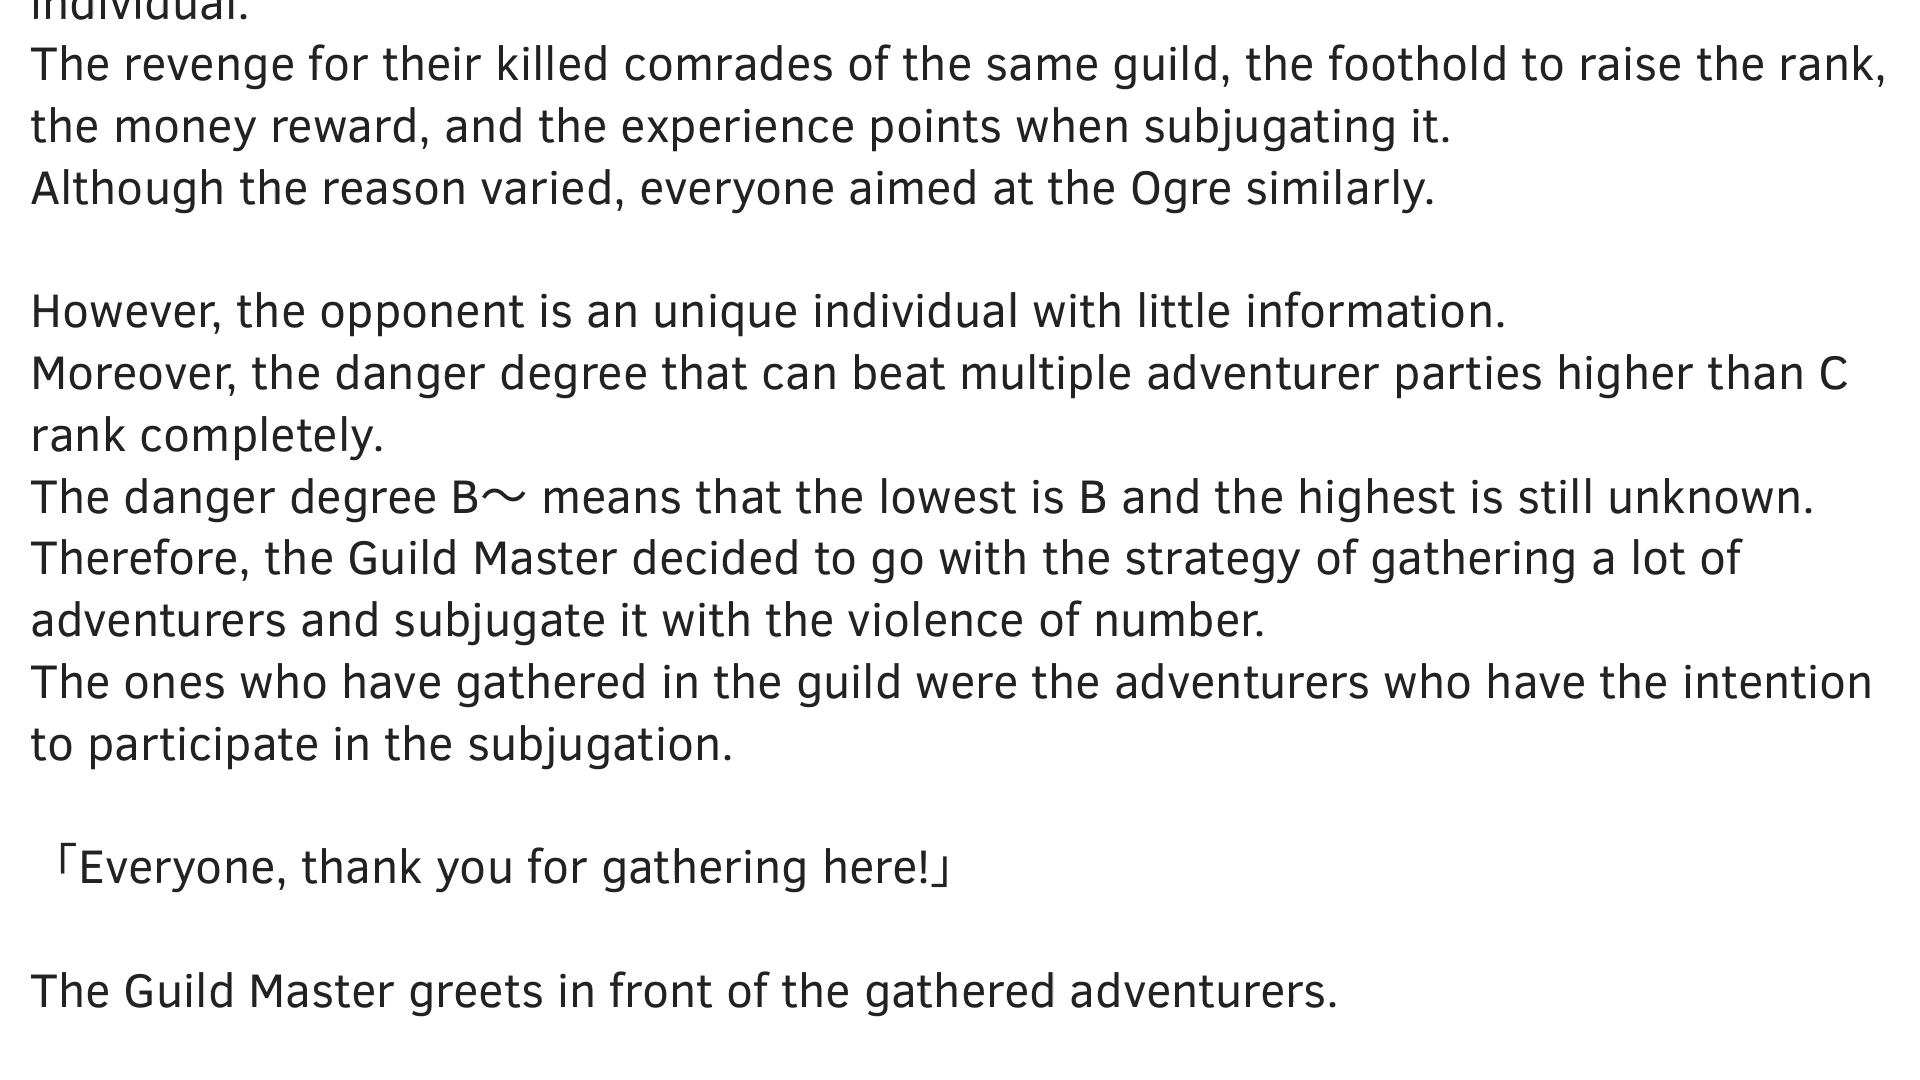 individual.
The revenge for their killed comrades of the same guild, the foothold to raise the rank,
the money reward, and the experience points when subjugating it.
Although the reason varied, everyone aimed at the Ogre similarly.
However, the opponent is an unique individual with little information.
Moreover, the danger degree that can beat multiple adventurer parties higher than C
rank completely.
The danger degree B〜 means that the lowest is B and the highest is still unknown.
Therefore, the Guild Master decided to go with the strategy of gathering a lot of
adventurers and subjugate it with the violence of number.
The ones who have gathered in the guild were the adventurers who have the intention
to participate in the subjugation.
「Everyone, thank you for gathering here!」
The Guild Master greets in front of the gathered adventurers.